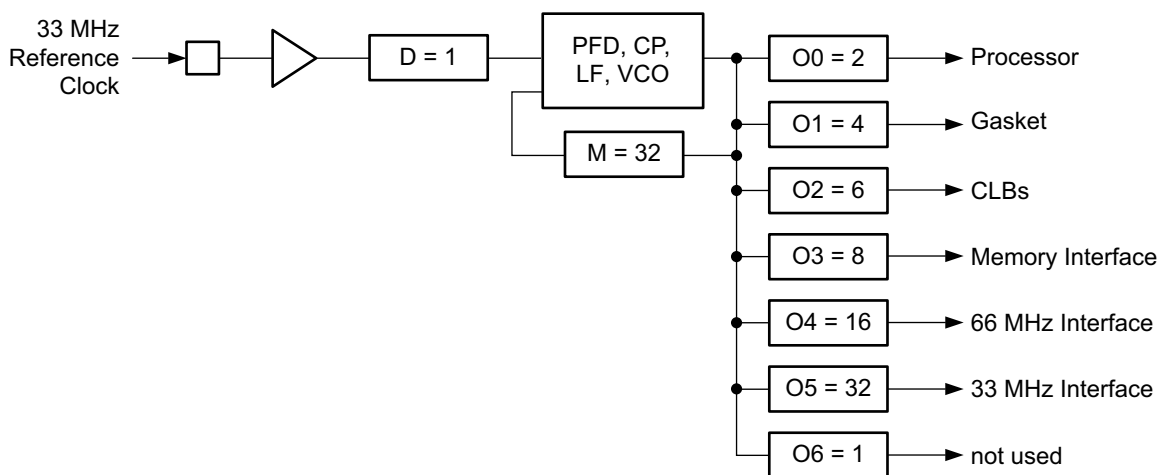 33 MHz
Reference
Clock
D = 1
PFD, CP,
LF, VCO
M = 32
O0 = 2
Processor
O1 = 4
Gasket
O2 = 6
CLBs
O3 = 8
Memory Interface
O4 = 16
66 MHz Interface
O5 = 32
33 MHz Interface
O6 = 1
not used